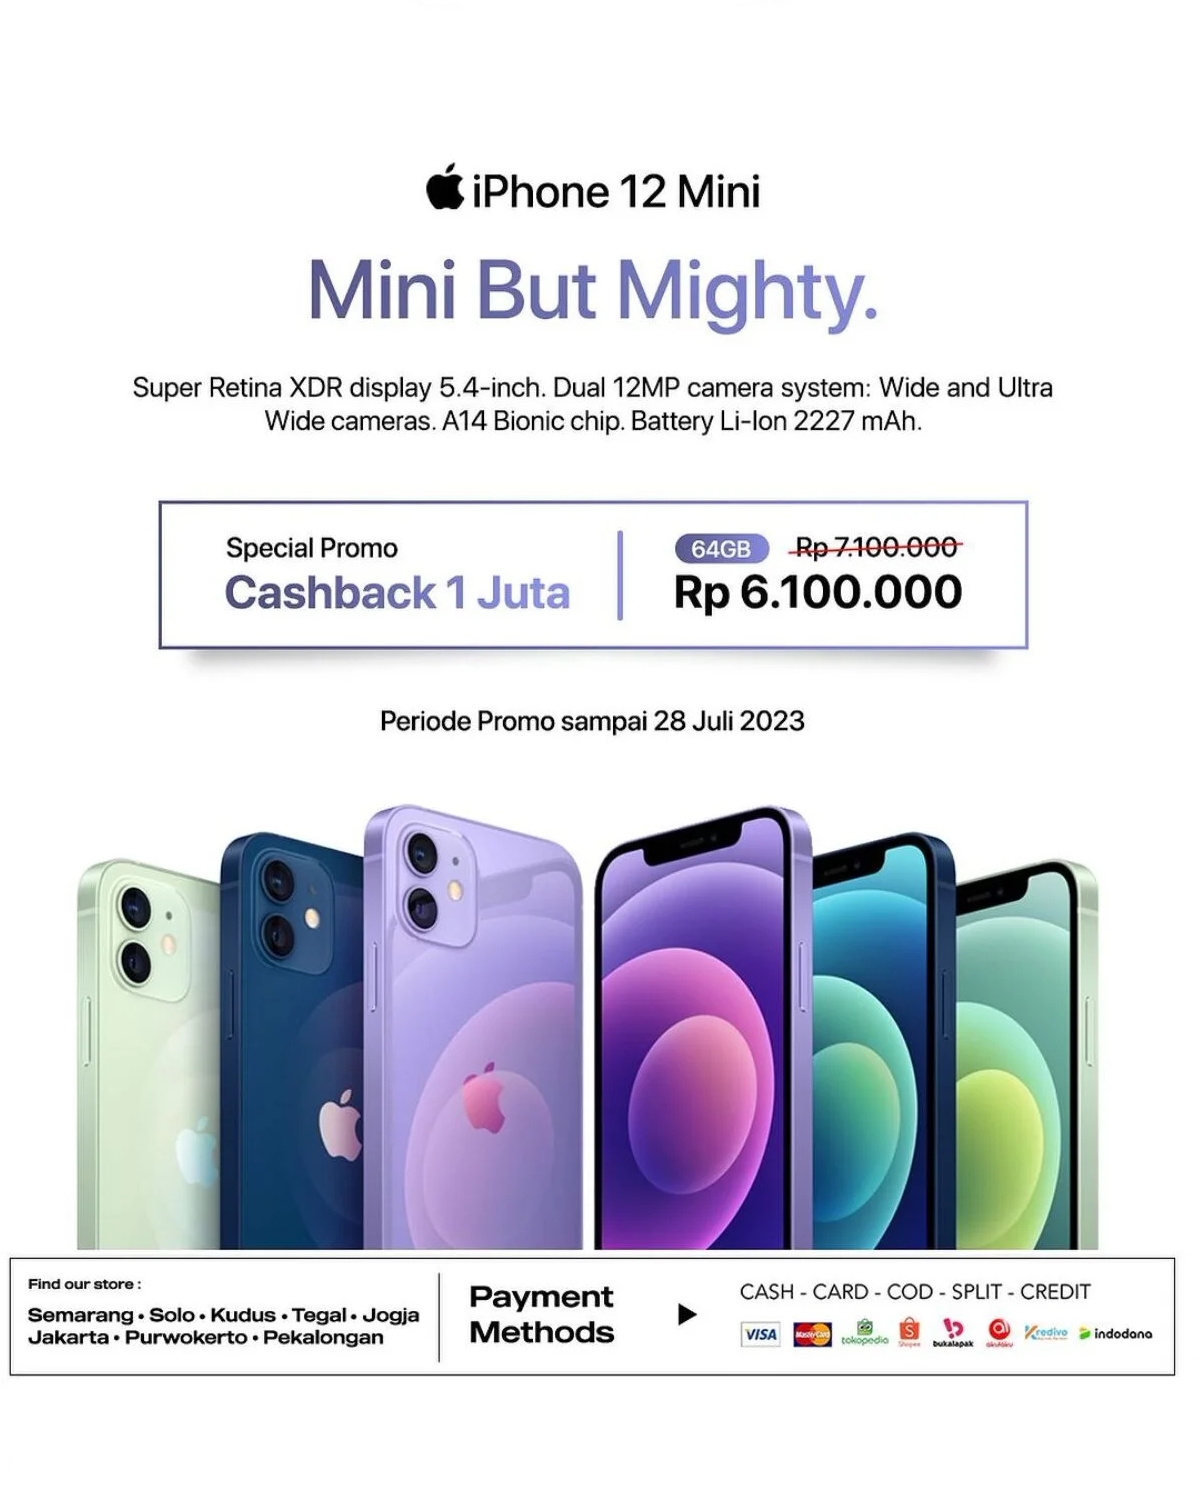 iPhone 12 Mini
Mini But Mighty.
Super Retina XDR display 5.4-inch. Dual 12MP camera system: Wide and Ultra
Wide cameras. A14 Bionic chip. Battery Li-Ion 2227 mAh.
Special Promo
Cashback 1 Juta
64GB Rp 7.100.000
Rp 6.100.000
Periode Promo sampai 28 Juli 2023
Find our store :
Semarang • Solo • Kudus • Tegal • Jogja
Jakarta • Purwokerto • Pekalongan
Payment
Methods
CASH - CARD - COD - SPLIT - CREDIT
VISA MasterCard tokopedia Shopee bukalapak akulaku Kredivo indodana